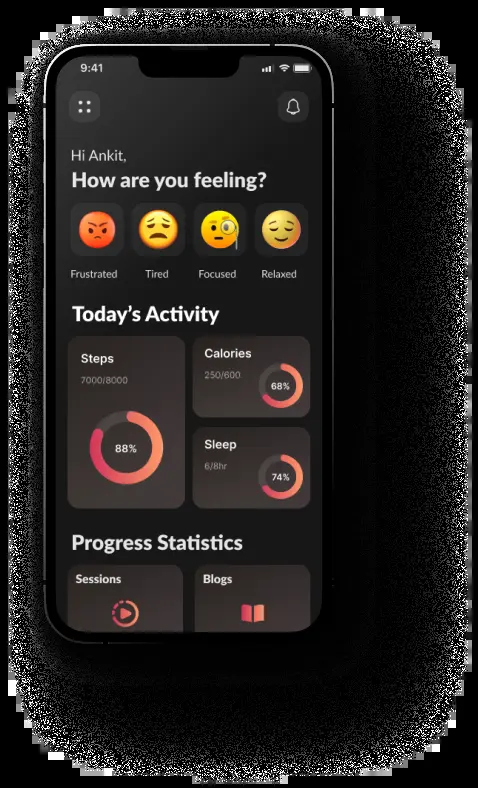 9:41
Hi Ankit,
How are you feeling?
Frustrated Tired Focused Relaxed
Today's Activity
Steps
7000/8000
88%
Calories
250/600
68%
Sleep
6/8hr
74%
Progress Statistics
Sessions Blogs